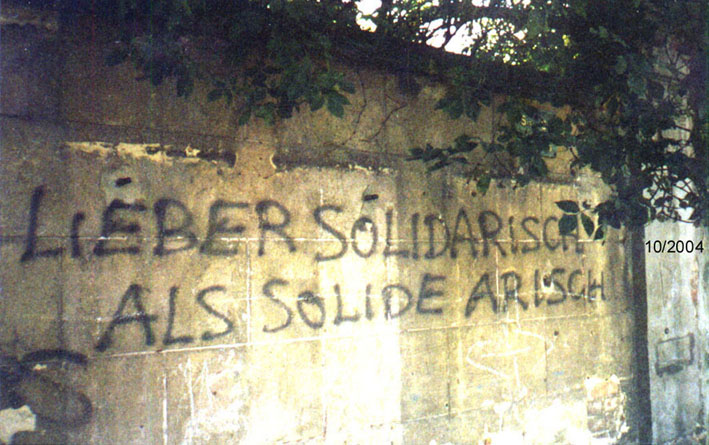 LIEBER SOLIDARISCH
ALS SOLIDE ARISCH
10/2004